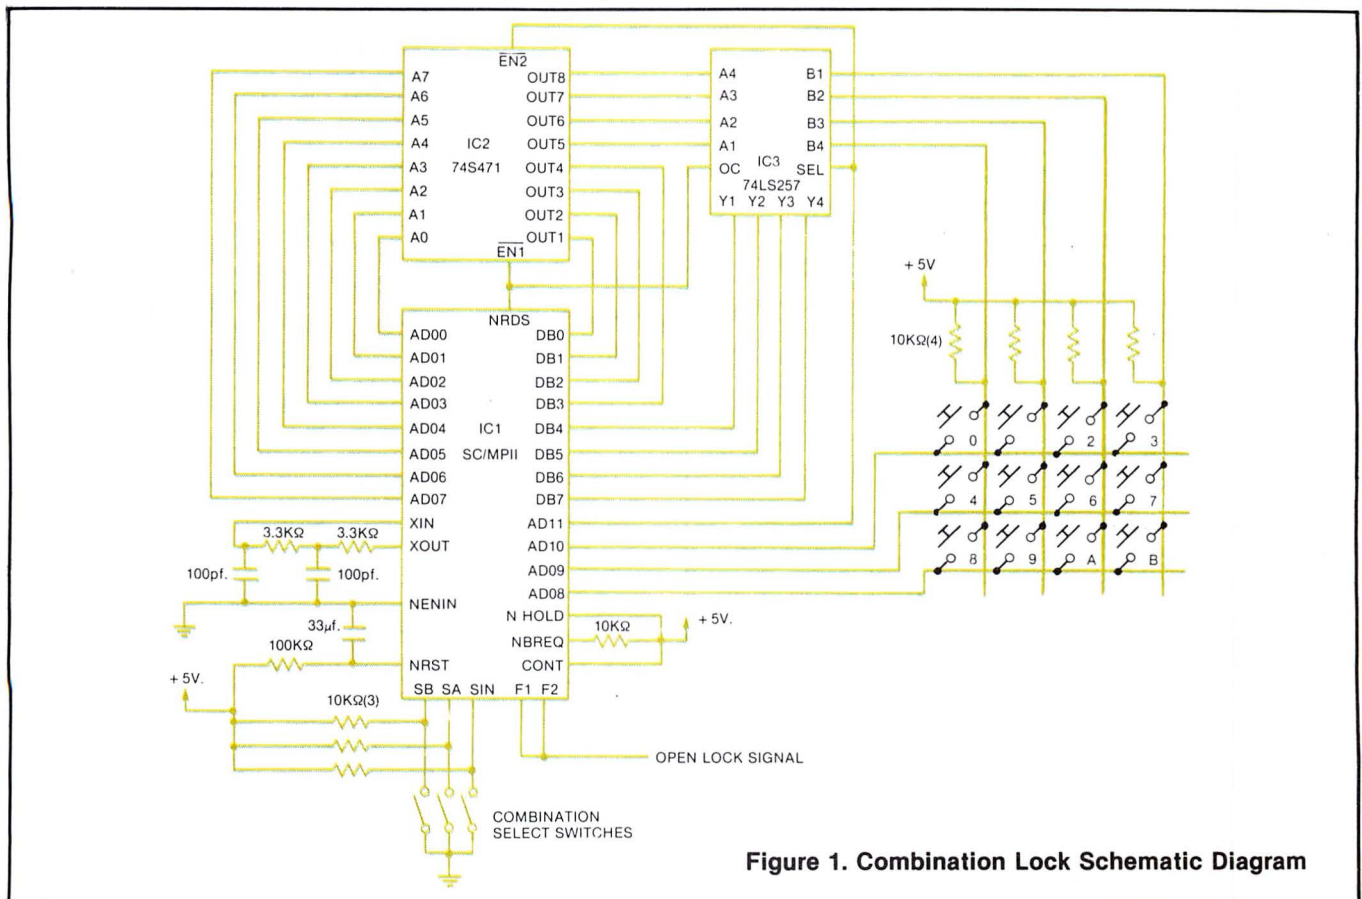 EN2
A7 OUT8
A6 OUT7
A5 OUT6
A4 IC2 OUT5
A3 74S471 OUT4
A2 OUT3
A1 OUT2
A0 OUT1
EN1
A4 B1
A3 B2
A2 B3
A1 B4
OC IC3 SEL
74LS257
Y1 Y2 Y3 Y4
NRDS
AD00 DB0
AD01 DB1
AD02 DB2
AD03 DB3
AD04 IC1 DB4
AD05 SC/MPII DB5
AD06 DB6
AD07 DB7
XIN AD11
XOUT AD10
AD09
AD08
NENIN N HOLD
NBREQ
NRST CONT
SB SA SIN F1 F2
3.3KΩ 3.3KΩ
100pf. 100pf.
33µf.
100KΩ
+ 5V.
10KΩ(3)
10KΩ
+ 5V.
+ 5V
10KΩ(4)
0 2 3
4 5 6 7
8 9 A B
OPEN LOCK SIGNAL
COMBINATION
SELECT SWITCHES
Figure 1. Combination Lock Schematic Diagram